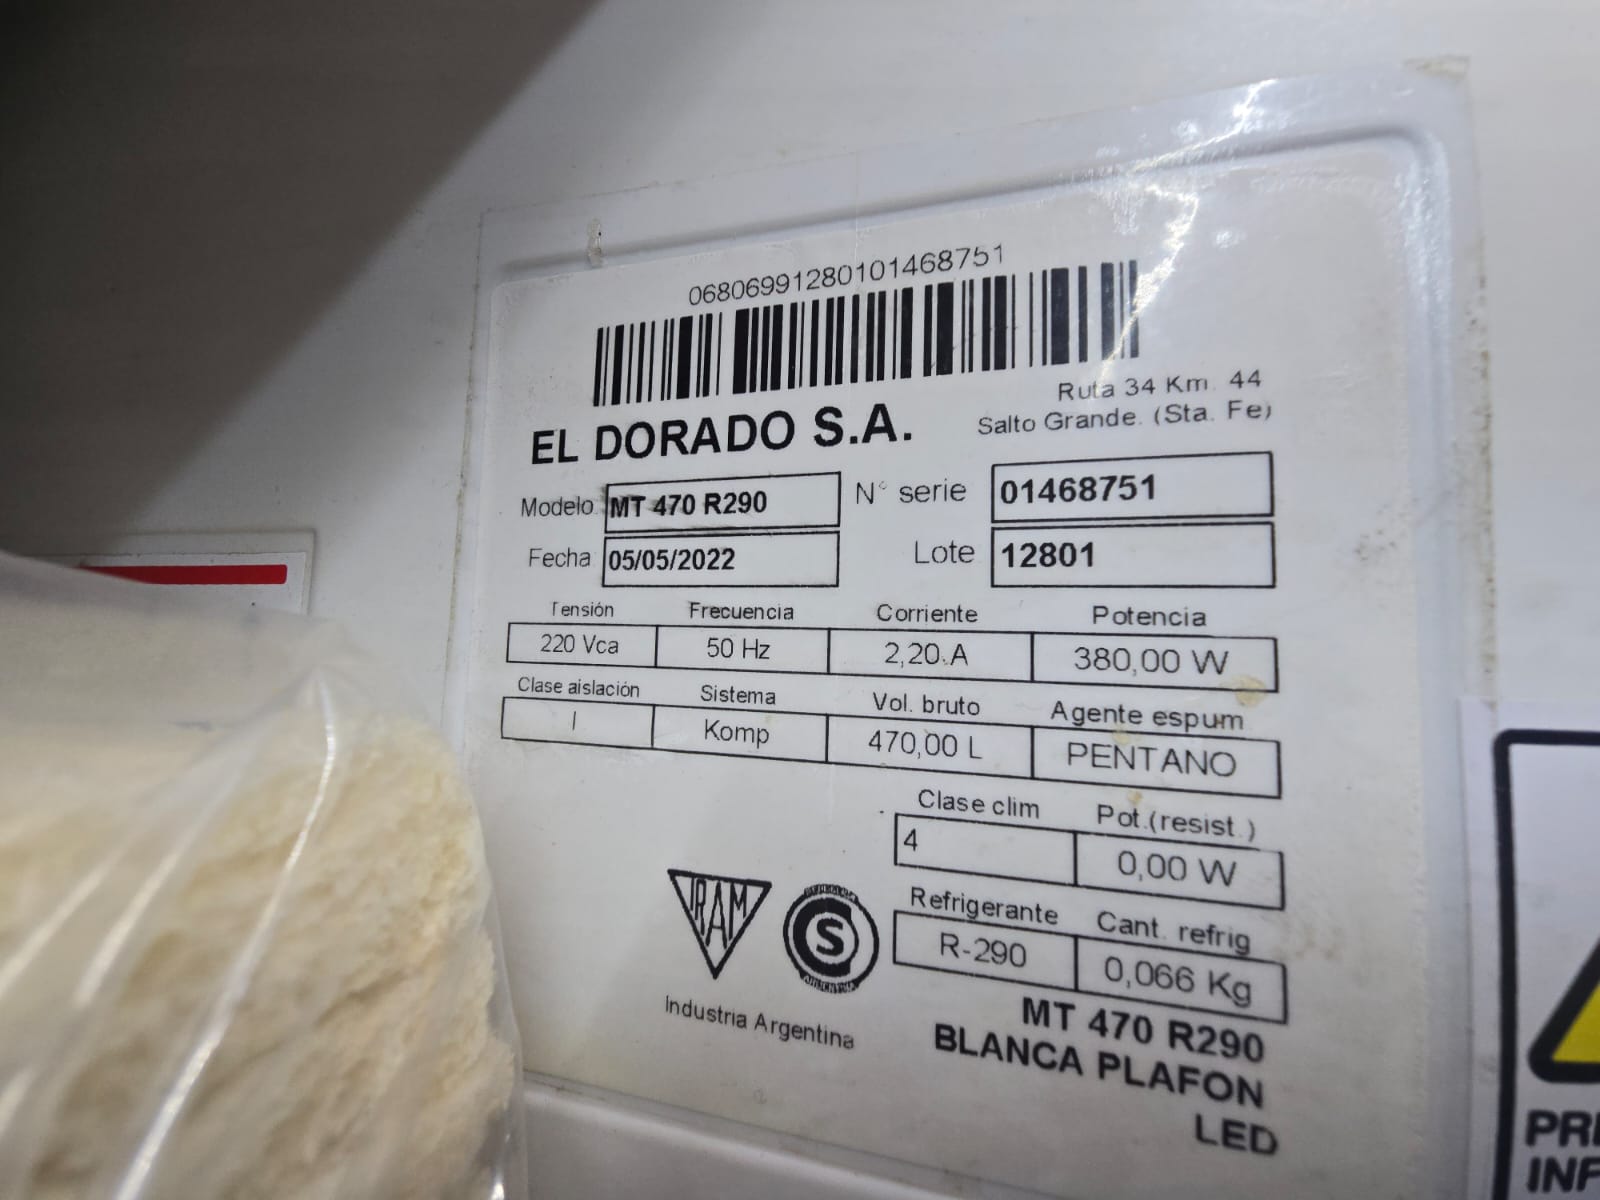 06806991280101468751
EL DORADO S.A.
Ruta 34 Km. 44
Salto Grande. (Sta. Fe)
Modelo MT 470 R290
N° serie 01468751
Fecha 05/05/2022
Lote 12801
Tensión Frecuencia Corriente Potencia
220 Vca 50 Hz 2,20 A 380,00 W
Clase aislación Sistema Vol. bruto Agente espum
I Komp 470,00 L PENTANO
Clase clim Pot.(resist.)
4 0,00 W
Refrigerante Cant. refrig
R-290 0,066 Kg
IRAM
S
ARGENTINA
Industria Argentina
MT 470 R290
BLANCA PLAFON
LED